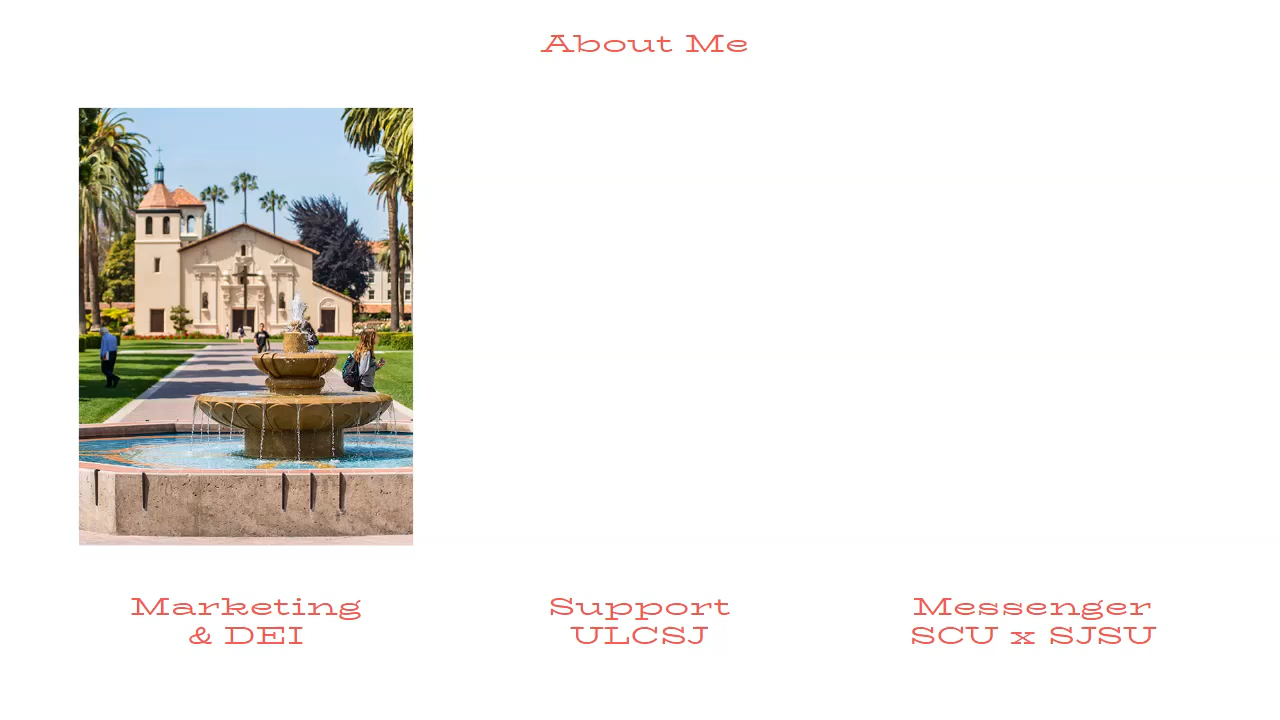 About Me
Marketing
& DEI
Support
ULCSJ
Messenger
SCU x SJSU